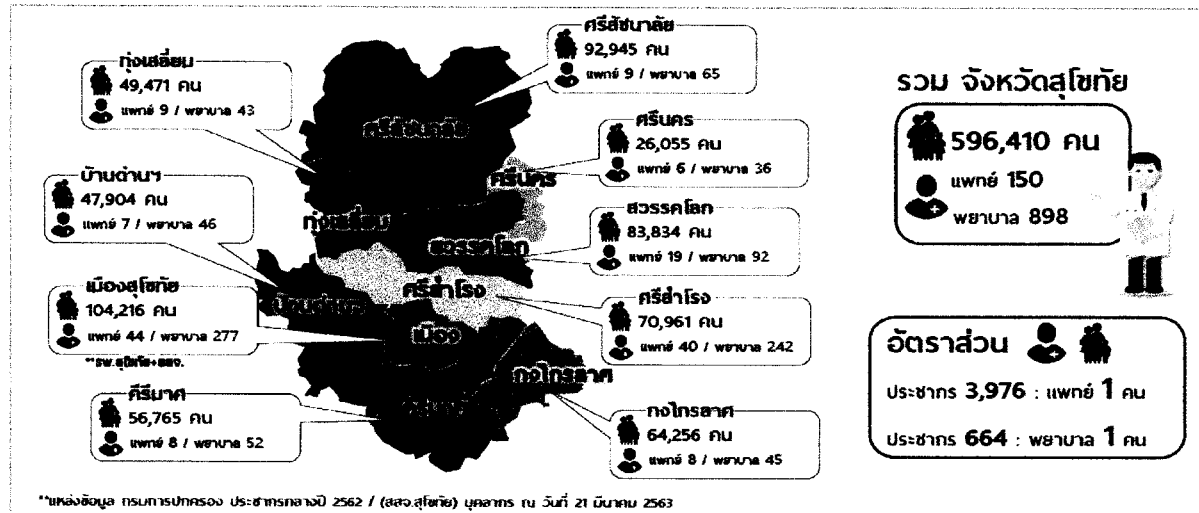 ศรีสัชนาลัย
92,945 คน
แพทย์ 9 / พยาบาล 65
ทุ่งเสลี่ยม
49,471 คน
แพทย์ 9 / พยาบาล 43
รวม จังหวัดสุโขทัย
596,410 คน
แพทย์ 150
พยาบาล 898
ศรีสัชนาลัย
ศรีนคร
26,055 คน
แพทย์ 6 / พยาบาล 36
ศรีนคร
บ้านด่านฯ
47,904 คน
แพทย์ 7 / พยาบาล 46
ทุ่งเสลี่ยม
สวรรคโลก
83,834 คน
แพทย์ 19 / พยาบาล 92
สวรรคโลก
เมืองสุโขทัย
104,216 คน
แพทย์ 44 / พยาบาล 277
**รพ.สุโขทัย+สสจ.
บ้านด่านฯ
ศรีสำโรง
ศรีสำโรง
70,961 คน
แพทย์ 40 / พยาบาล 242
เมือง
กงไกรลาศ
อัตราส่วน
ประชากร 3,976 : แพทย์ 1 คน
ประชากร 664 : พยาบาล 1 คน
คีรีมาศ
56,765 คน
แพทย์ 8 / พยาบาล 52
คีรีมาศ
กงไกรลาศ
64,256 คน
แพทย์ 8 / พยาบาล 45
**แหล่งข้อมูล กรมการปกครอง ประชากรกลางปี 2562 / (สสจ.สุโขทัย) บุคลากร ณ วันที่ 21 มีนาคม 2563